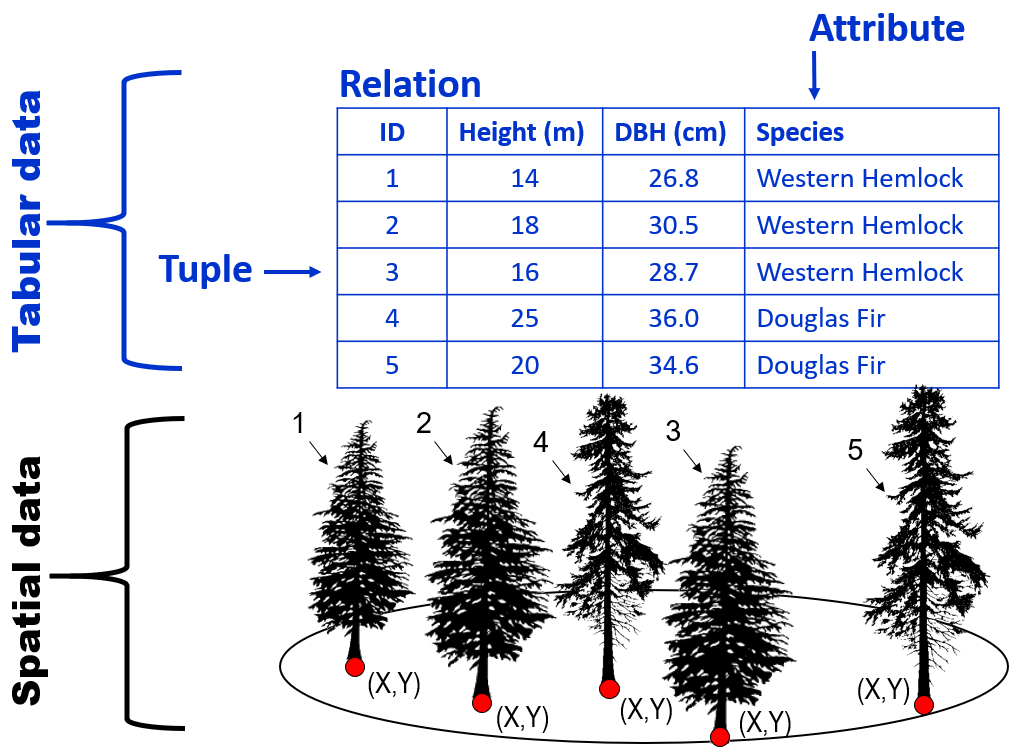 Attribute
Relation
ID Height (m) DBH (cm) Species
1 14 26.8 Western Hemlock
2 18 30.5 Western Hemlock
3 16 28.7 Western Hemlock
4 25 36.0 Douglas Fir
5 20 34.6 Douglas Fir
Tabular data
Tuple
Spatial data
1
2
4
3
5
(X,Y)
(X,Y)
(X,Y)
(X,Y)
(X,Y)